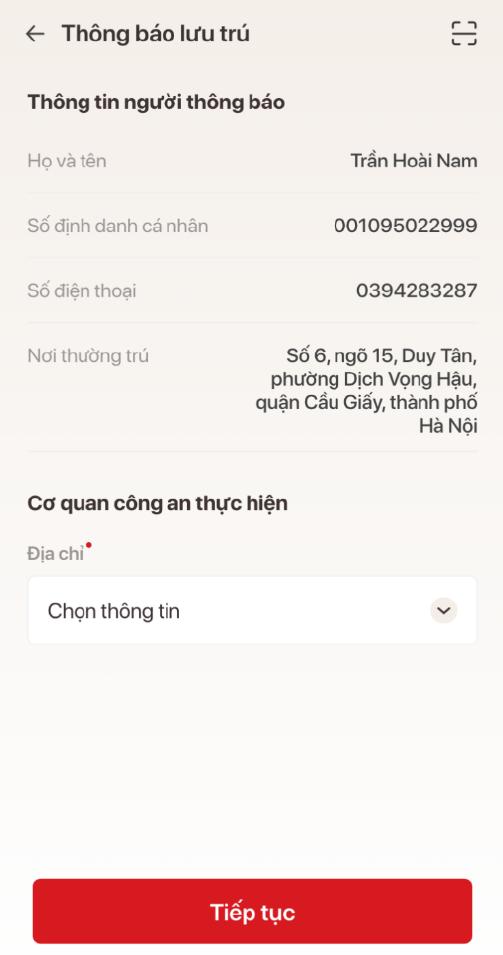 Thông báo lưu trú
Thông tin người thông báo
Họ và tên
Trần Hoài Nam
Số định danh cá nhân
001095022999
Số điện thoại
0394283287
Nơi thường trú
Số 6, ngõ 15, Duy Tân,
phường Dịch Vọng Hậu,
quận Cầu Giấy, thành phố
Hà Nội
Cơ quan công an thực hiện
Địa chỉ
Chọn thông tin
Tiếp tục